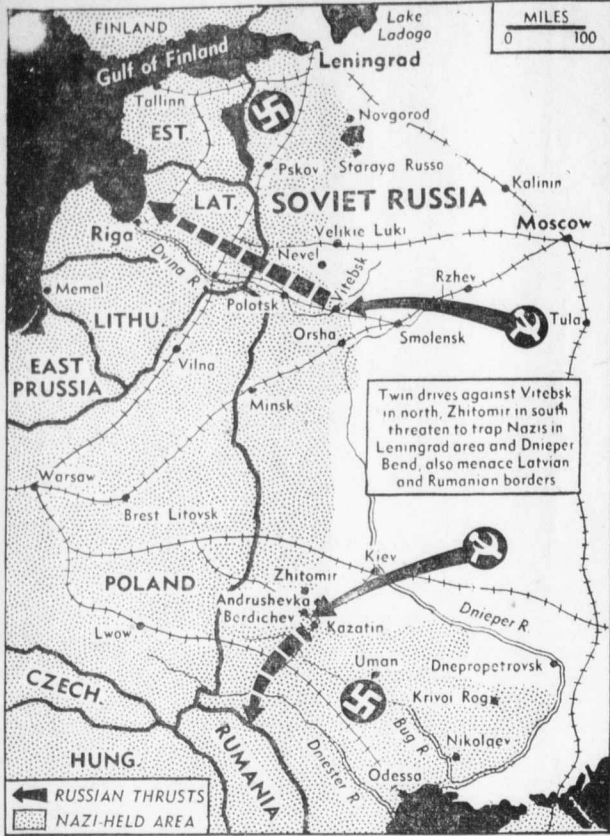 FINLAND
Lake
Ladogo
MILES
0 100
Gulf of Finland
Leningrad
Tallinn
EST.
Novgorod
Pskov
Staraya Russa
Kalinin
LAT.
SOVIET RUSSIA
Moscow
Riga
Velikie Luki
Dvina R.
Nevel
Rzhev
Memel
Polotsk
Vitebsk
Tula
LITHU.
Orsha
Smolensk
EAST
PRUSSIA
Vilna
Minsk
Twin drives against Vitebsk
in north, Zhitomir in south
threaten to trap Nazis in
Leningrad area and Dnieper
Bend, also menace Latvian
and Rumanian borders
Warsaw
Brest Litovsk
Kiev
POLAND
Zhitomir
Andrushevka
Berdichev
Kazatin
Dnieper R.
Lwow
Uman
Dnepropetrovsk
CZECH.
Krivoi Rog
Bug R.
HUNG.
RUMANIA
Dniester R.
Nikolaev
Odessa
RUSSIAN THRUSTS
NAZI-HELD AREA